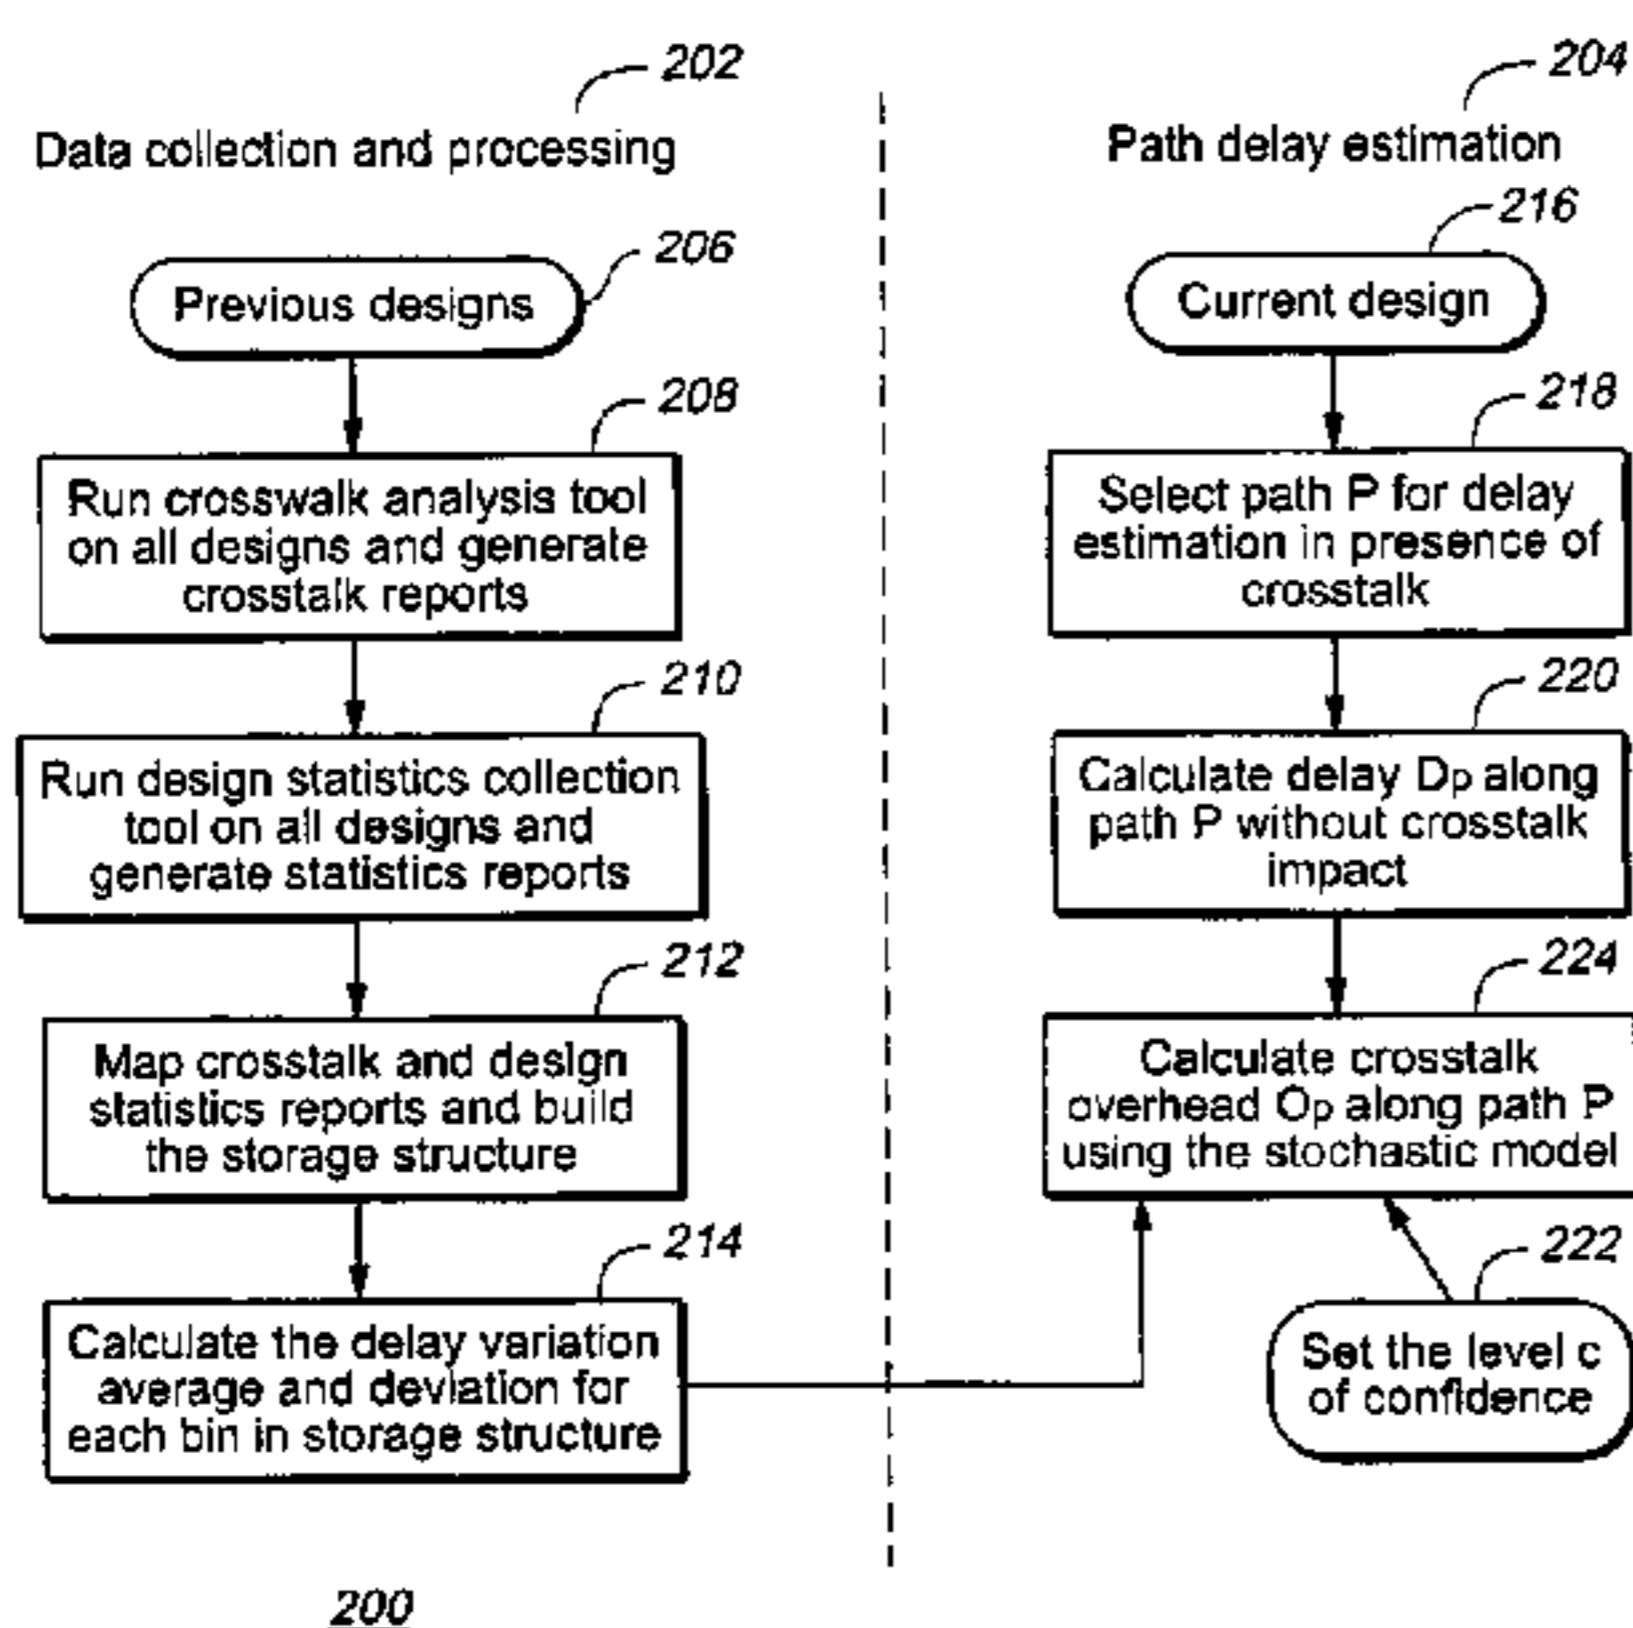 202
Data collection and processing
206
Previous designs
208
Run crosswalk analysis tool
on all designs and generate
crosstalk reports
210
Run design statistics collection
tool on all designs and
generate statistics reports
212
Map crosstalk and design
statistics reports and build
the storage structure
214
Calculate the delay variation
average and deviation for
each bin in storage structure
204
Path delay estimation
216
Current design
218
Select path P for delay
estimation in presence of
crosstalk
220
Calculate delay Dp along
path P without crosstalk
impact
224
Calculate crosstalk
overhead Op along path P
using the stochastic model
222
Set the level c
of confidence
200